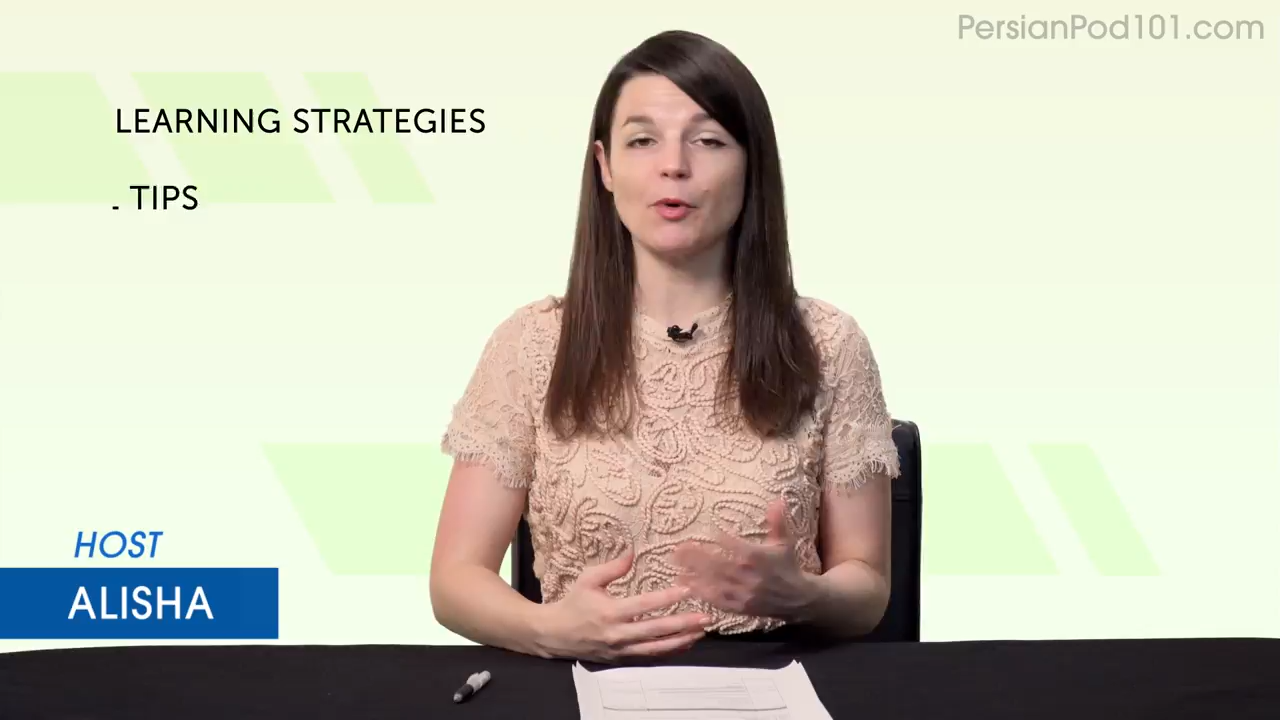 PersianPod101.com
LEARNING STRATEGIES
- TIPS
HOST
ALISHA